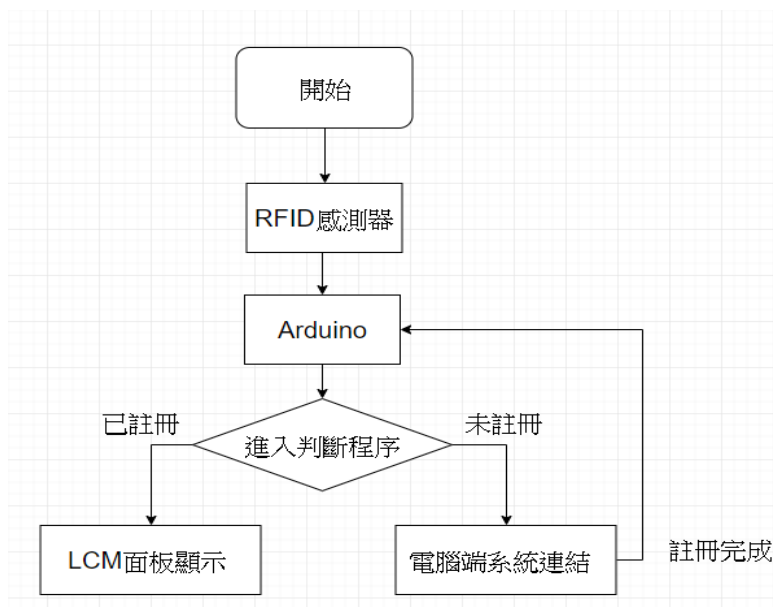 開始
RFID感測器
Arduino
已註冊
進入判斷程序
未註冊
LCM面板顯示
電腦端系統連結
註冊完成